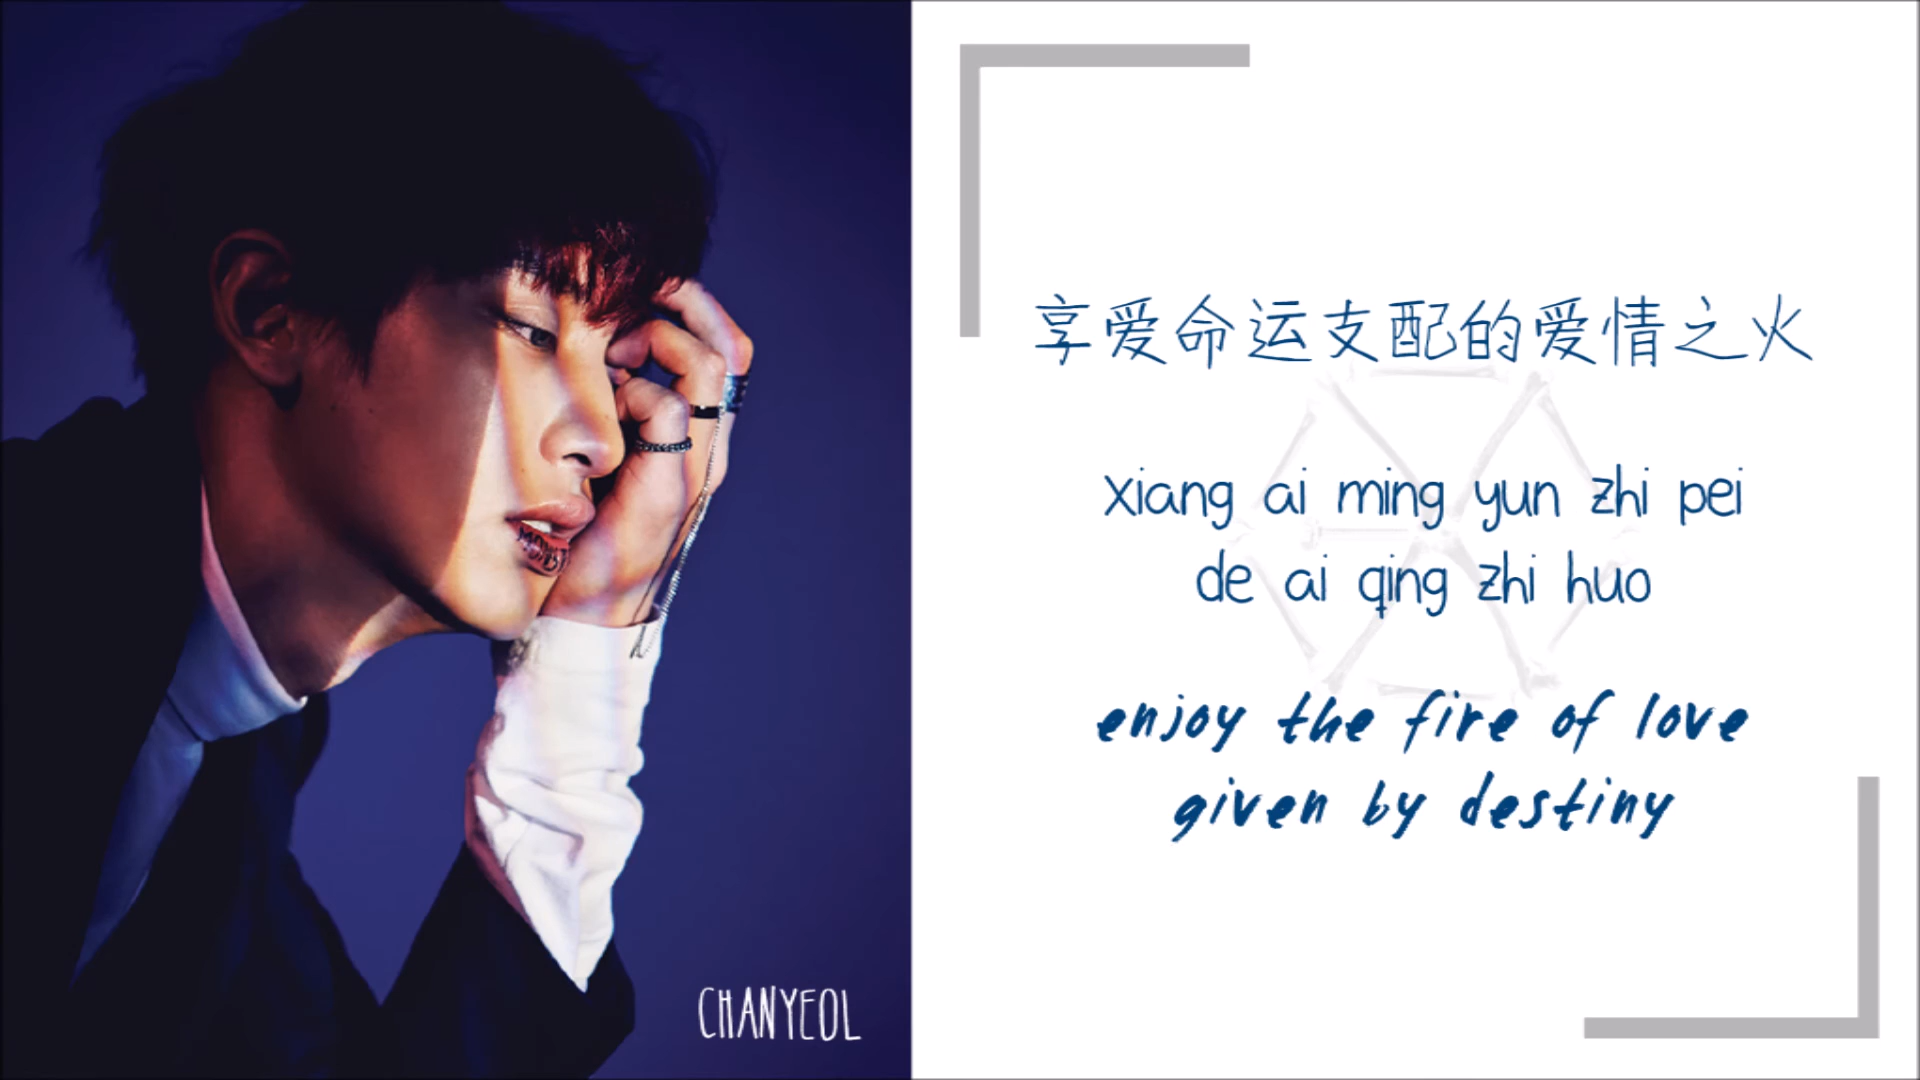 享爱命运支配的爱情之火
xiang ai ming yun zhi pei
de ai qing zhi huo
enjoy the fire of love
given by destiny
CHANYEOL